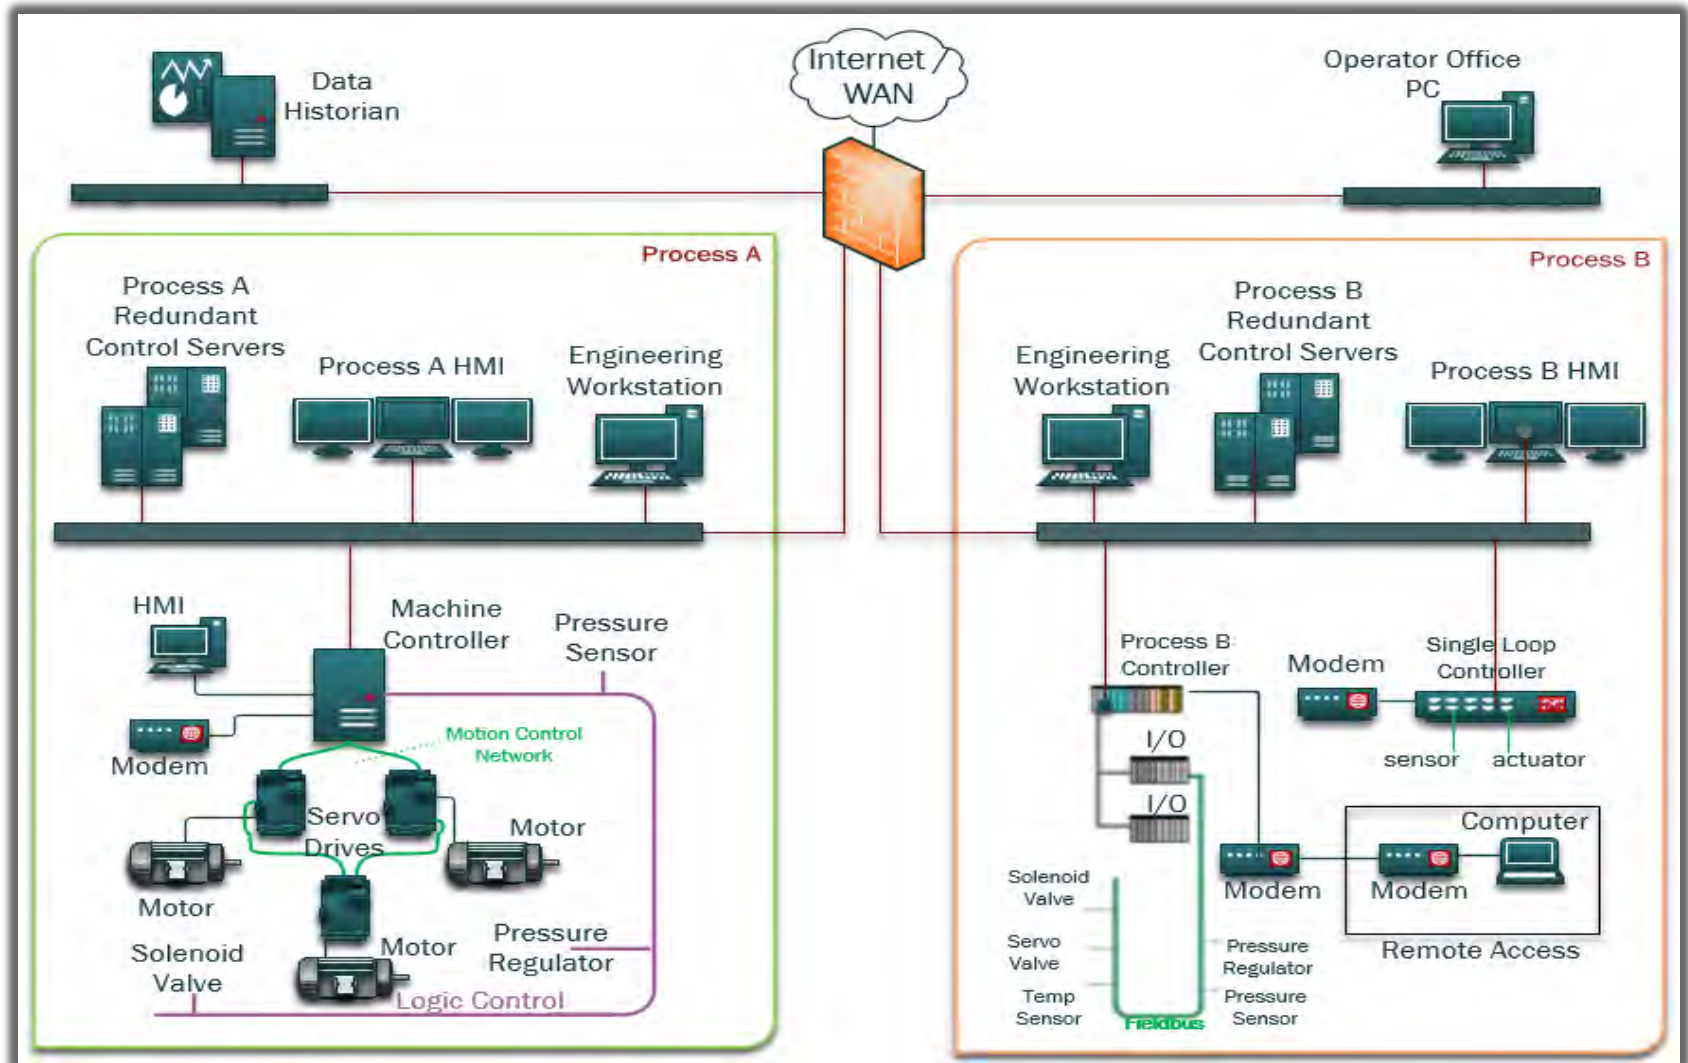 Internet /
WAN
Data
Historian
Operator Office
PC
Process A
Process A
Redundant
Control Servers
Process A HMI
Engineering
Workstation
HMI
Machine
Controller
Pressure
Sensor
Modem
Motion Control
Network
Servo
Drives
Motor
Motor
Motor
Solenoid
Valve
Pressure
Regulator
Logic Control
Process B
Engineering
Workstation
Process B
Redundant
Control Servers
Process B HMI
Process B
Controller
Modem
Single Loop
Controller
I/O
I/O
sensor
actuator
Computer
Modem
Modem
Remote Access
Solenoid
Valve
Servo
Valve
Temp
Sensor
Fieldbus
Pressure
Regulator
Pressure
Sensor